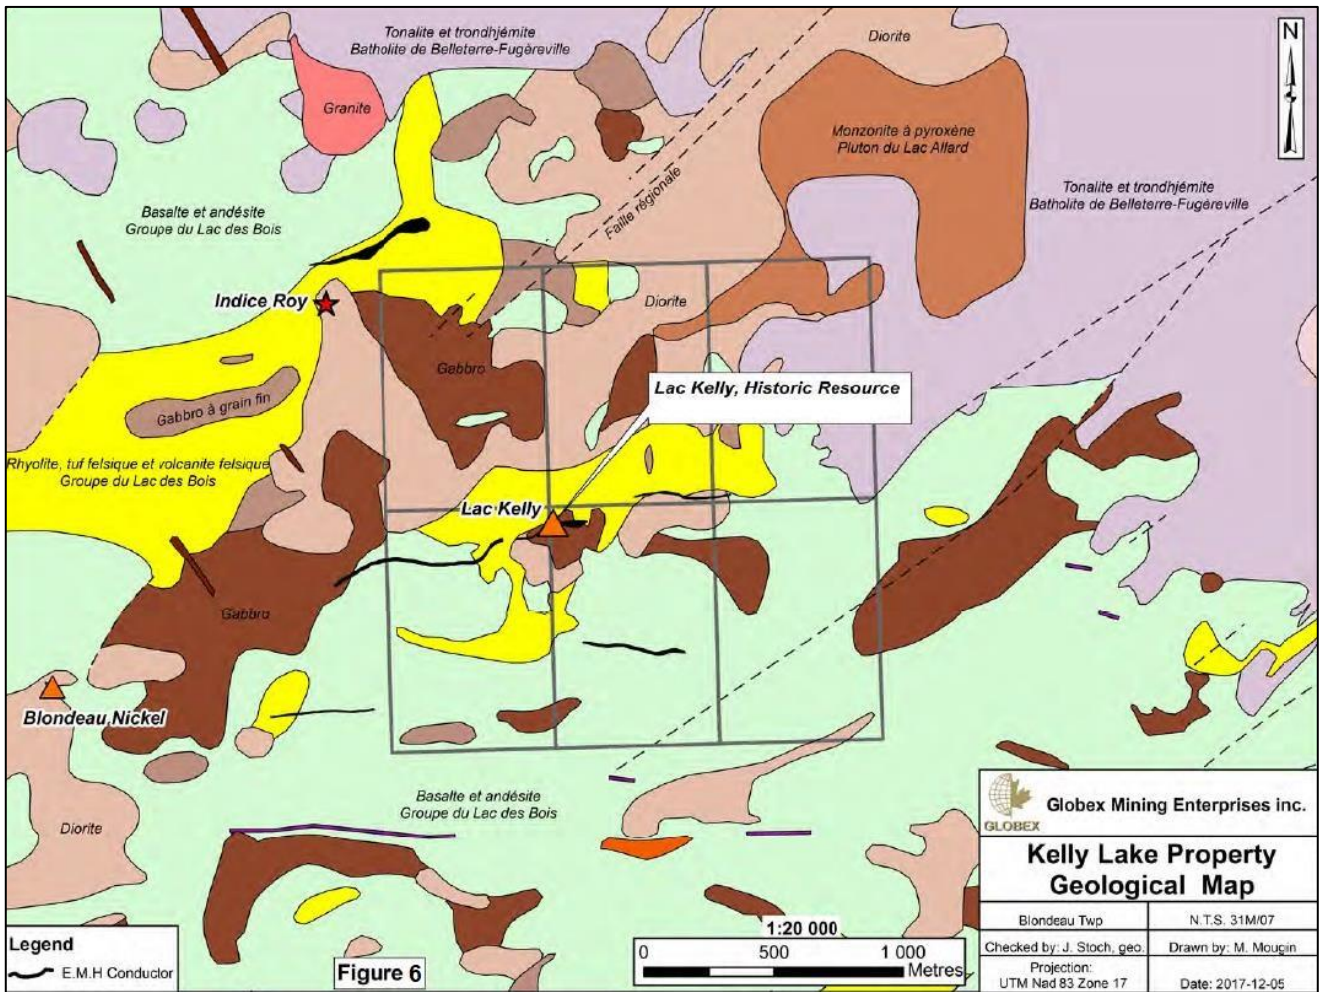 Tonalite et trondhjémite
Batholite de Belleterre-Fugèreville
Diorite
N
Granite
Monzonite à pyroxène
Pluton du Lac Allard
Faille régionale
Tonalite et trondhjémite
Batholite de Belleterre-Fugèreville
Basalte et andésite
Groupe du Lac des Bois
Indice Roy
Diorite
Gabbro
Lac Kelly, Historic Resource
Gabbro à grain fin
Rhyolite, tuf felsique et volcanite felsique
Groupe du Lac des Bois
Lac Kelly
Gabbro
Blondeau Nickel
Basalte et andésite
Groupe du Lac des Bois
Diorite
GLOBEX
Globex Mining Enterprises inc.
Kelly Lake Property
Geological Map
Blondeau Twp
N.T.S. 31M/07
Checked by: J. Stoch, geo.
Drawn by: M. Mougin
Projection:
UTM Nad 83 Zone 17
Date: 2017-12-05
Legend
E.M.H Conductor
Figure 6
1:20 000
0 500 1 000
Metres